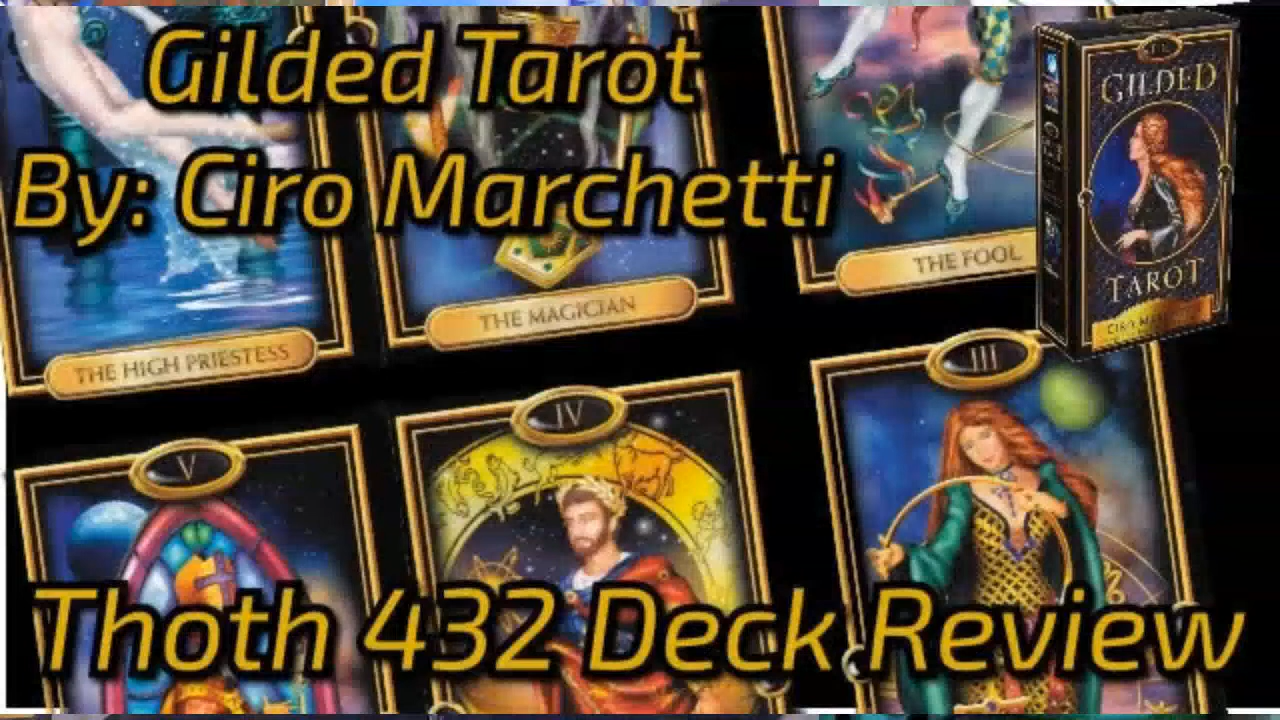 Gilded Tarot
By: Ciro Marchetti
THE
GILDED
TAROT
THE FOOL
THE MAGICIAN
THE HIGH PRIESTESS
III
IV
V
Thoth 432 Deck Review